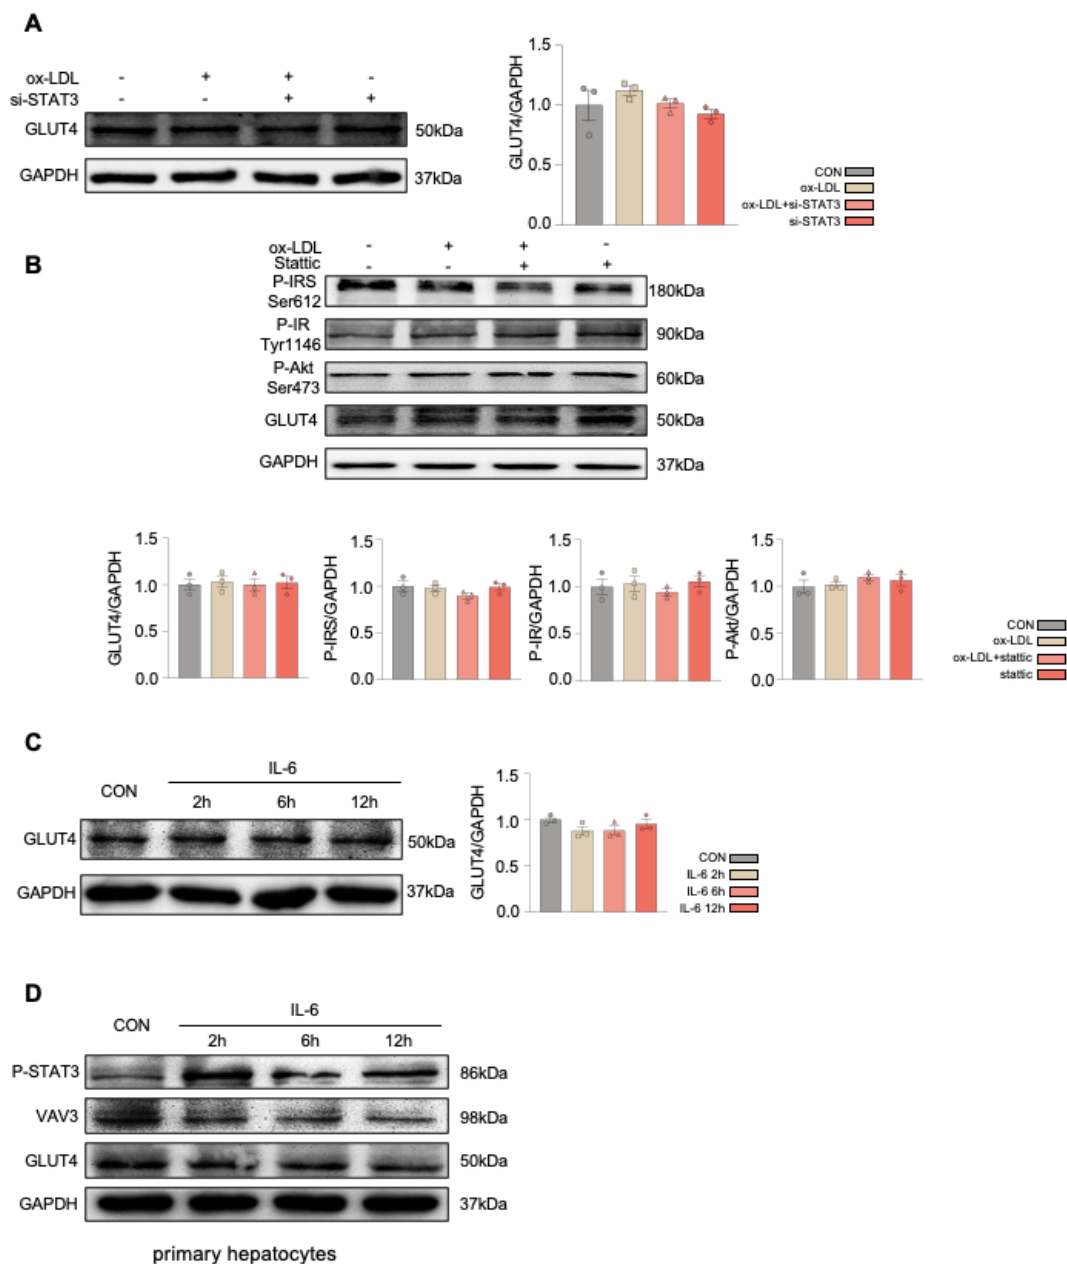 A
ox-LDL - + + -
si-STAT3 - - + +
GLUT4 50kDa
GAPDH 37kDa
GLUT4/GAPDH
1.5
1.0
0.5
0.0
CON
ox-LDL
ox-LDL+si-STAT3
si-STAT3
B
ox-LDL - + + -
Stattic - - + +
P-IRS
Ser612
180kDa
P-IR
Tyr1146
90kDa
P-Akt
Ser473
60kDa
GLUT4 50kDa
GAPDH 37kDa
GLUT4/GAPDH
1.5
1.0
0.5
0.0
P-IRS/GAPDH
1.5
1.0
0.5
0.0
P-IR/GAPDH
1.5
1.0
0.5
0.0
P-Akt/GAPDH
1.5
1.0
0.5
0.0
CON
ox-LDL
ox-LDL+stattic
stattic
C
IL-6
CON 2h 6h 12h
GLUT4 50kDa
GAPDH 37kDa
GLUT4/GAPDH
1.5
1.0
0.5
0.0
CON
IL-6 2h
IL-6 6h
IL-6 12h
D
IL-6
CON 2h 6h 12h
P-STAT3 86kDa
VAV3 98kDa
GLUT4 50kDa
GAPDH 37kDa
primary hepatocytes